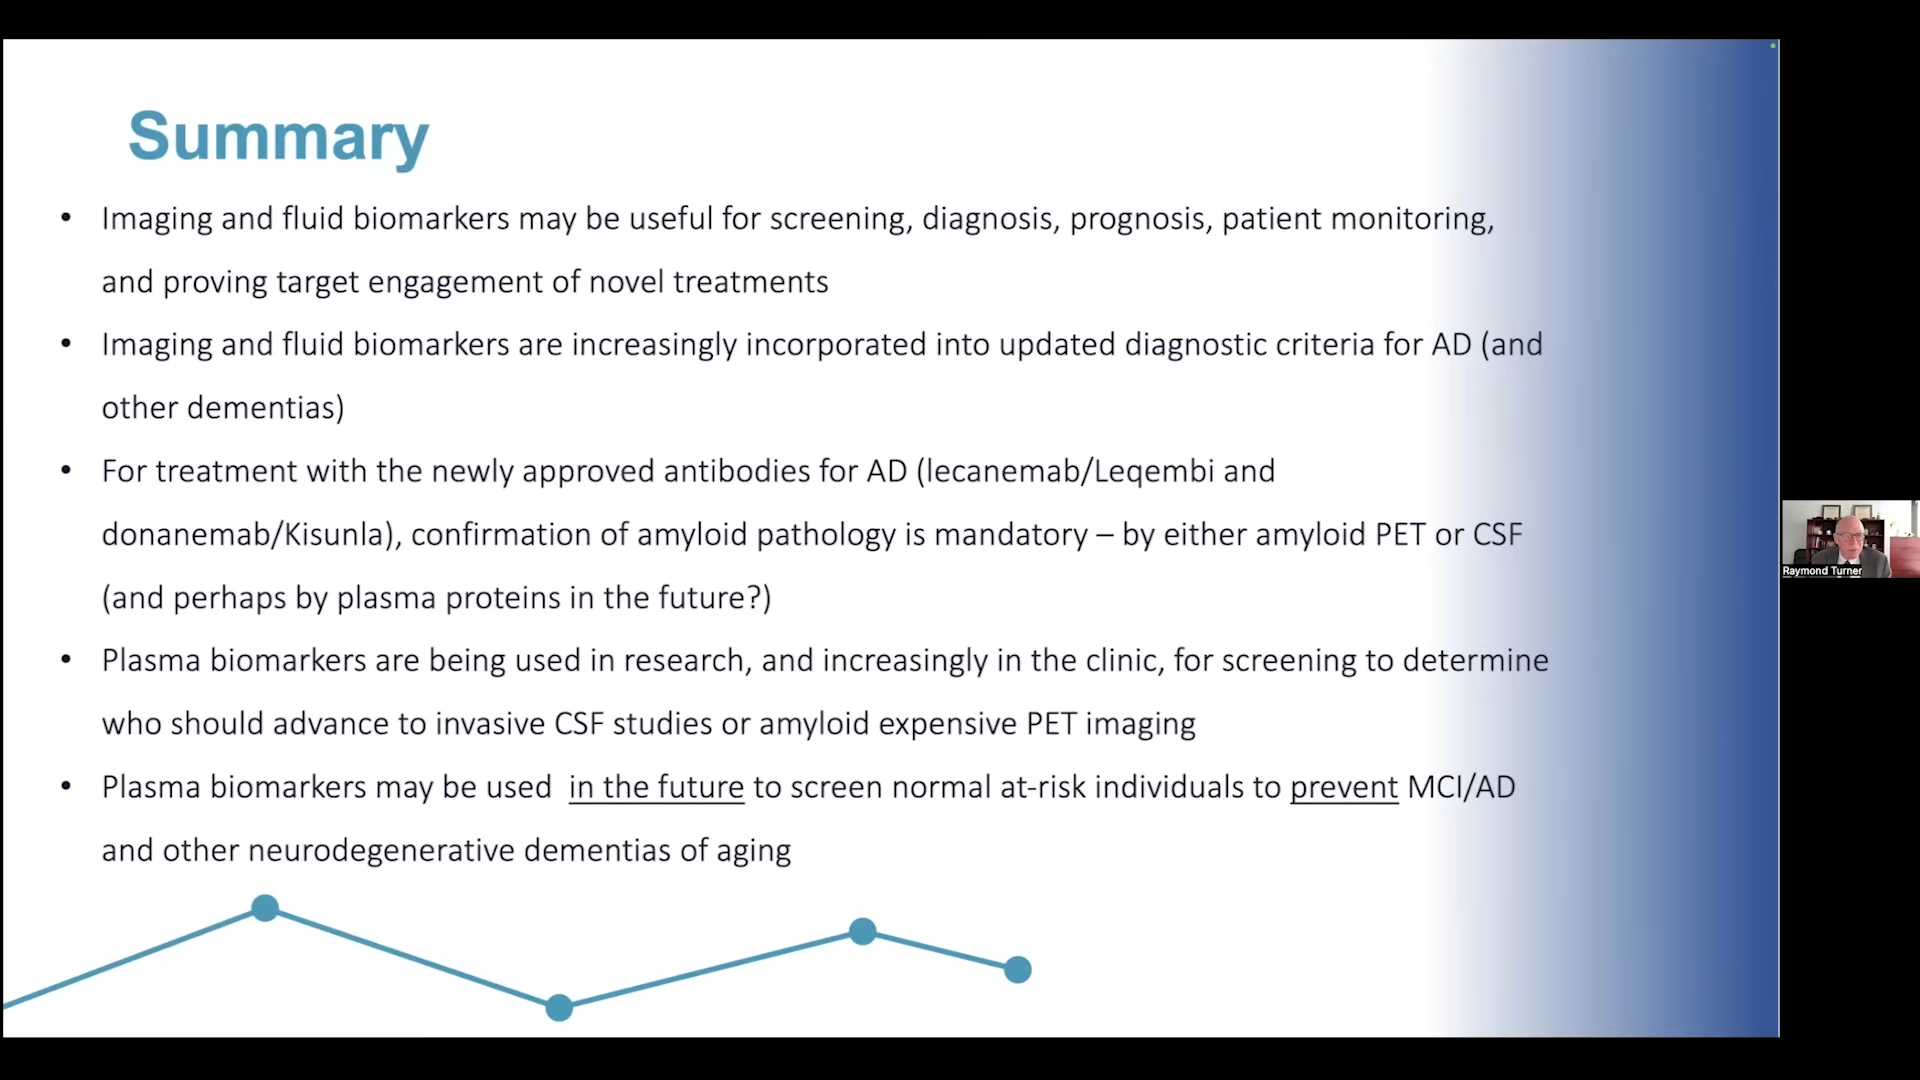 Summary
• Imaging and fluid biomarkers may be useful for screening, diagnosis, prognosis, patient monitoring,
and proving target engagement of novel treatments
• Imaging and fluid biomarkers are increasingly incorporated into updated diagnostic criteria for AD (and
other dementias)
• For treatment with the newly approved antibodies for AD (lecanemab/Leqembi and
donanemab/Kisunla), confirmation of amyloid pathology is mandatory – by either amyloid PET or CSF
(and perhaps by plasma proteins in the future?)
• Plasma biomarkers are being used in research, and increasingly in the clinic, for screening to determine
who should advance to invasive CSF studies or amyloid expensive PET imaging
• Plasma biomarkers may be used  in the future to screen normal at-risk individuals to prevent MCI/AD
and other neurodegenerative dementias of aging
Raymond Turner